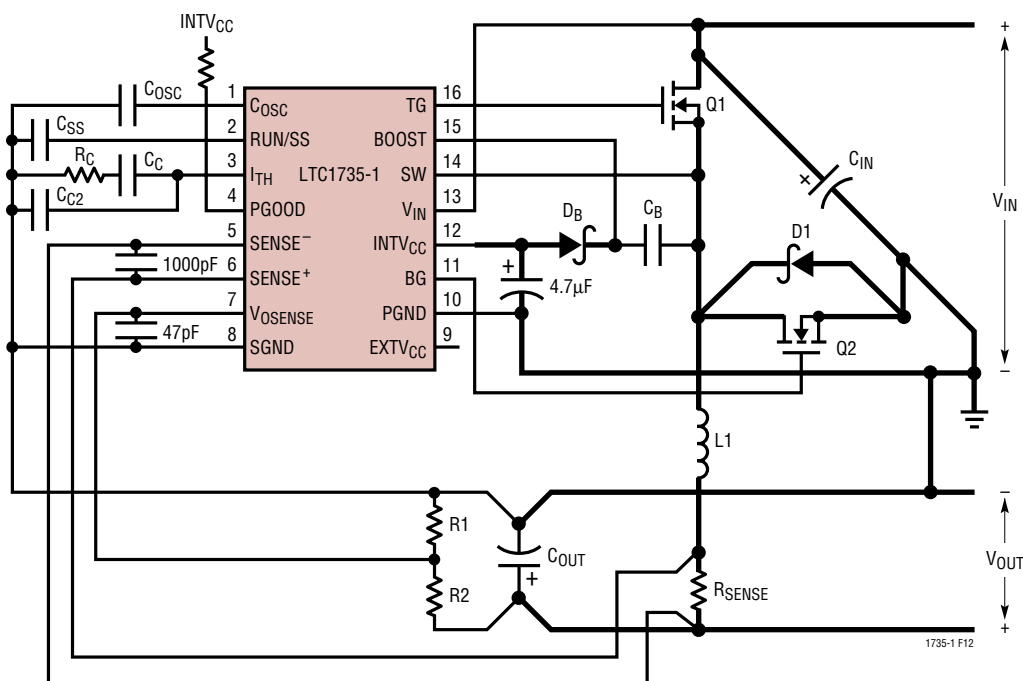 INTVCC
COSC
CSS
RC
CC
CC2
1
2
3
4
5
6
7
8
COSC
RUN/SS
ITH
PGOOD
SENSE–
SENSE+
VOSENSE
SGND
LTC1735-1
TG
BOOST
SW
VIN
INTVCC
BG
PGND
EXTVCC
16
15
14
13
12
11
10
9
1000pF
47pF
DB
CB
+
4.7µF
Q1
CIN
+
D1
Q2
+
VIN
–
L1
R1
R2
COUT
+
RSENSE
–
VOUT
+
1735-1 F12